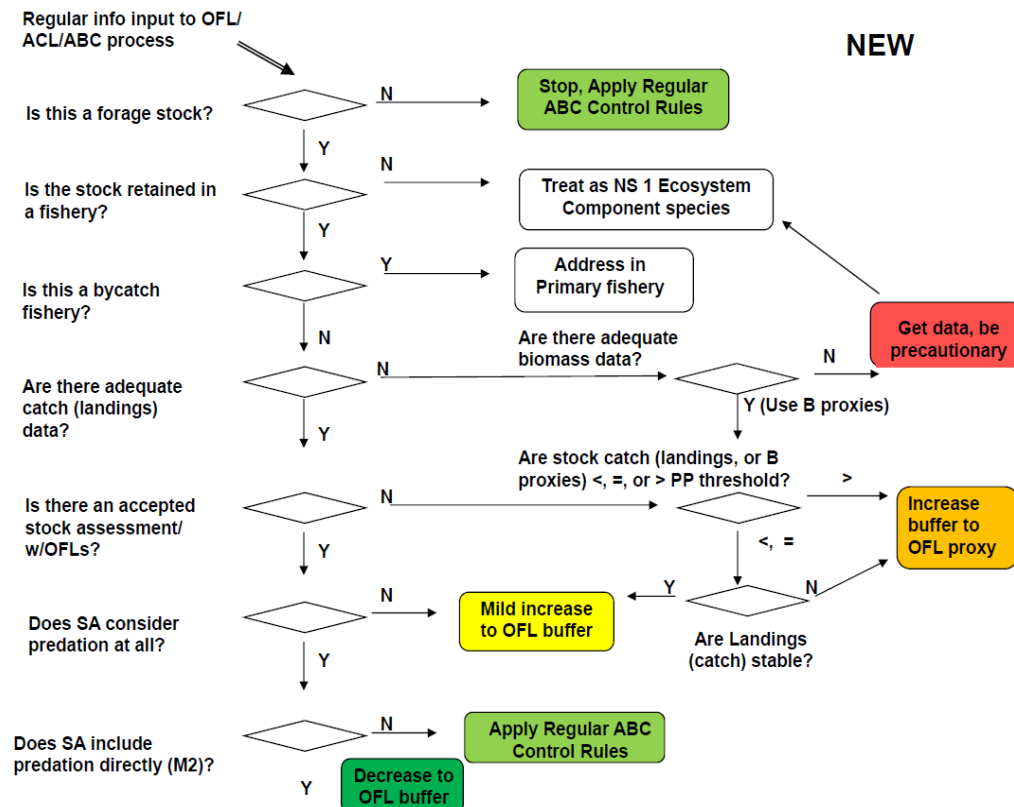 Regular info input to OFL/
ACL/ABC process
NEW
Is this a forage stock?
N
Stop, Apply Regular
ABC Control Rules
Y
Is the stock retained in
a fishery?
N
Treat as NS 1 Ecosystem
Component species
Y
Is this a bycatch
fishery?
Y
Address in
Primary fishery
N
Are there adequate
catch (landings)
data?
N
Are there adequate
biomass data?
N
Get data, be
precautionary
Y (Use B proxies)
Y
Are stock catch (landings, or B
proxies) <, =, or > PP threshold?
Is there an accepted
stock assessment/
w/OFLs?
N
>
Increase
buffer to
OFL proxy
<, =
Y
Does SA consider
predation at all?
N
Mild increase
to OFL buffer
Y
N
Are Landings
(catch) stable?
Y
Does SA include
predation directly (M2)?
N
Apply Regular ABC
Control Rules
Y
Decrease to
OFL buffer